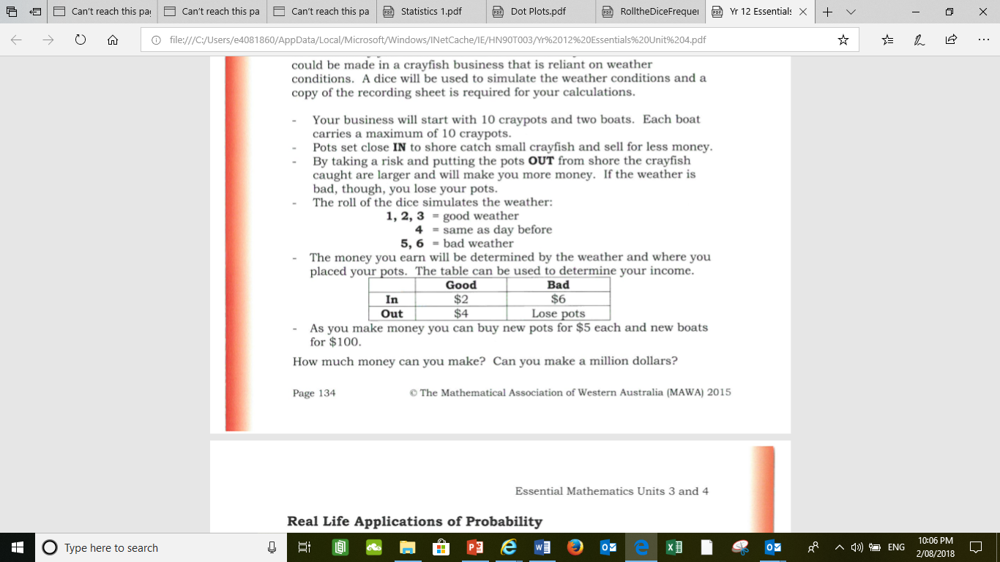 Can't reach this pa
Can't reach this pa
Can't reach this pa
Statistics 1.pdf
Dot Plots.pdf
RolltheDiceFrequer
Yr 12 Essentials
file:///C:/Users/e4081860/AppData/Local/Microsoft/Windows/INetCache/IE/HN90T003/Yr%2012%20Essentials%20Unit%204.pdf
could be made in a crayfish business that is reliant on weather
conditions. A dice will be used to simulate the weather conditions and a
copy of the recording sheet is required for your calculations.
- Your business will start with 10 craypots and two boats. Each boat
carries a maximum of 10 craypots.
- Pots set close IN to shore catch small crayfish and sell for less money.
- By taking a risk and putting the pots OUT from shore the crayfish
caught are larger and will make you more money. If the weather is
bad, though, you lose your pots.
- The roll of the dice simulates the weather:
1, 2, 3 = good weather
4 = same as day before
5, 6 = bad weather
- The money you earn will be determined by the weather and where you
placed your pots. The table can be used to determine your income.
Good Bad
In $2 $6
Out $4 Lose pots
- As you make money you can buy new pots for $5 each and new boats
for $100.
How much money can you make? Can you make a million dollars?
Page 134 © The Mathematical Association of Western Australia (MAWA) 2015
Essential Mathematics Units 3 and 4
Real Life Applications of Probability
Type here to search
ENG
10:06 PM
2/08/2018